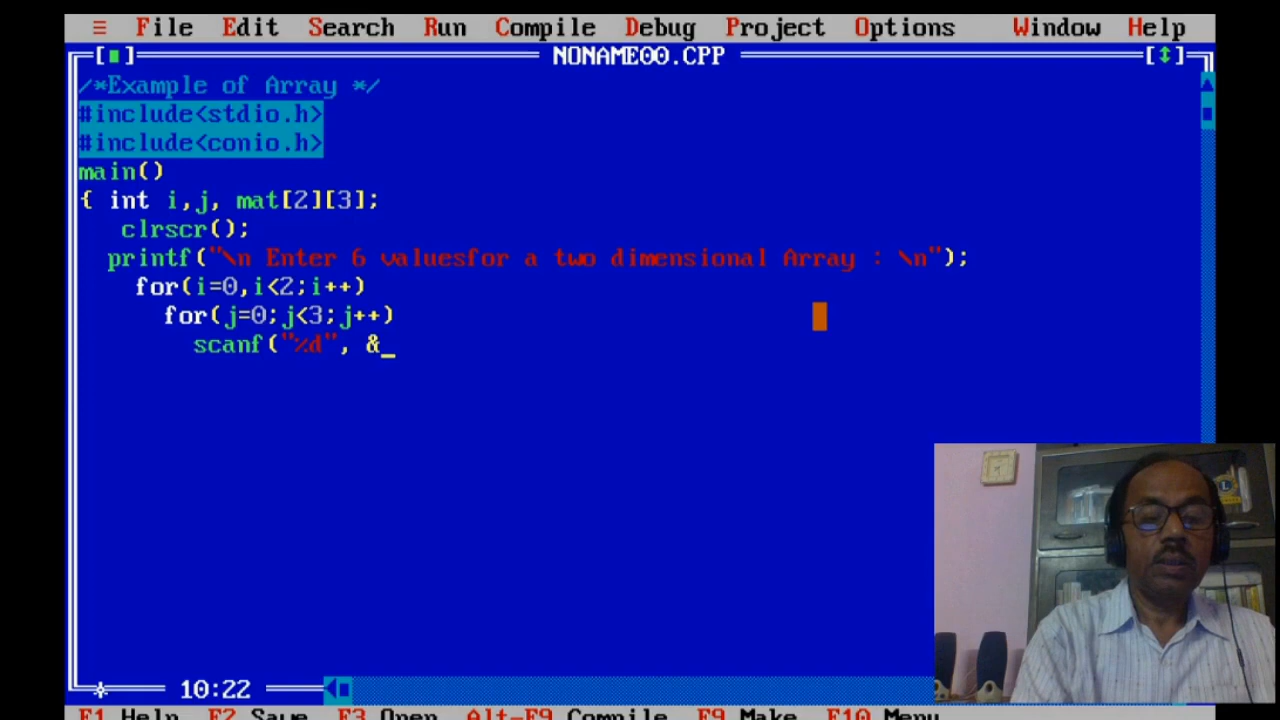 ≡ File Edit Search Run Compile Debug Project Options Window Help
[■] NONAME00.CPP [↕]
/*Example of Array */
#include<stdio.h>
#include<conio.h>
main()
{ int i,j, mat[2][3];
clrscr();
printf("\n Enter 6 valuesfor a two dimensional Array : \n");
for(i=0,i<2;i++)
for(j=0;j<3;j++)
scanf("%d", &_
10:22
F1 Help F2 Save F3 Open Alt-F9 Compile F9 Make F10 Menu